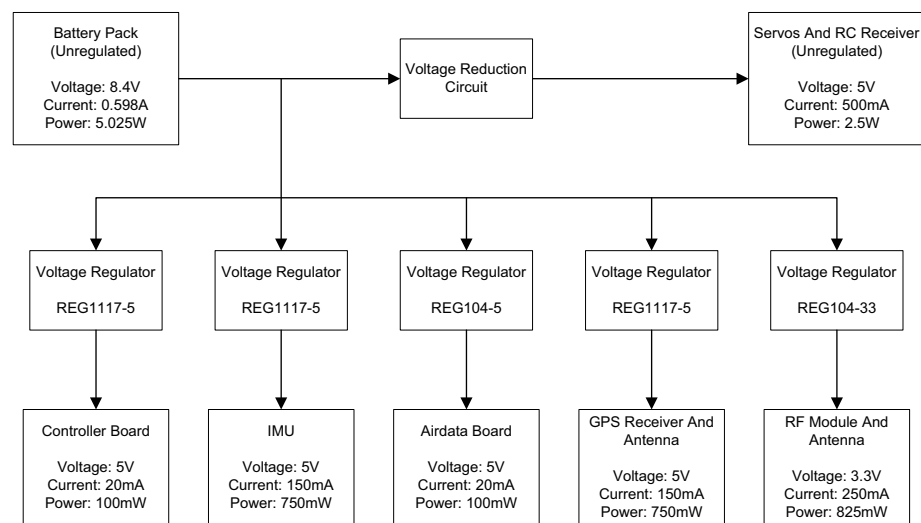 Battery Pack
(Unregulated)
Voltage: 8.4V
Current: 0.598A
Power: 5.025W
Voltage Reduction
Circuit
Servos And RC Receiver
(Unregulated)
Voltage: 5V
Current: 500mA
Power: 2.5W
Voltage Regulator
REG1117-5
Voltage Regulator
REG1117-5
Voltage Regulator
REG104-5
Voltage Regulator
REG1117-5
Voltage Regulator
REG104-33
Controller Board
Voltage: 5V
Current: 20mA
Power: 100mW
IMU
Voltage: 5V
Current: 150mA
Power: 750mW
Airdata Board
Voltage: 5V
Current: 20mA
Power: 100mW
GPS Receiver And
Antenna
Voltage: 5V
Current: 150mA
Power: 750mW
RF Module And
Antenna
Voltage: 3.3V
Current: 250mA
Power: 825mW